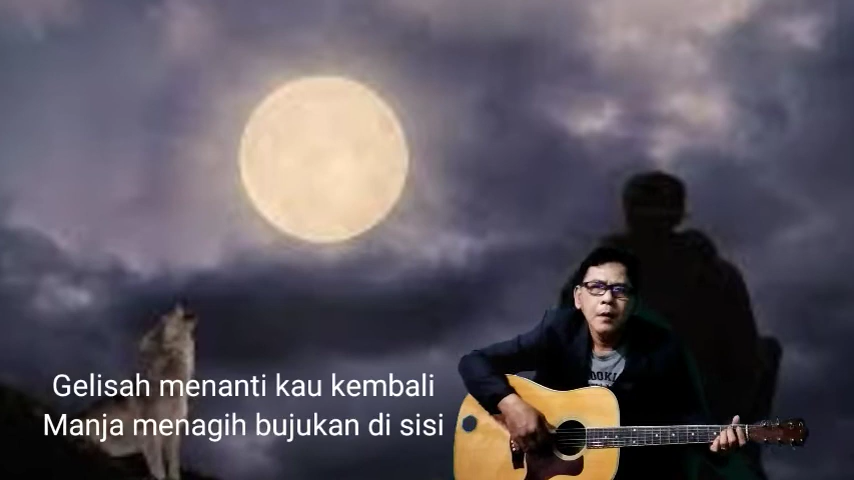 Gelisah menanti kau kembali
Manja menagih bujukan di sisi